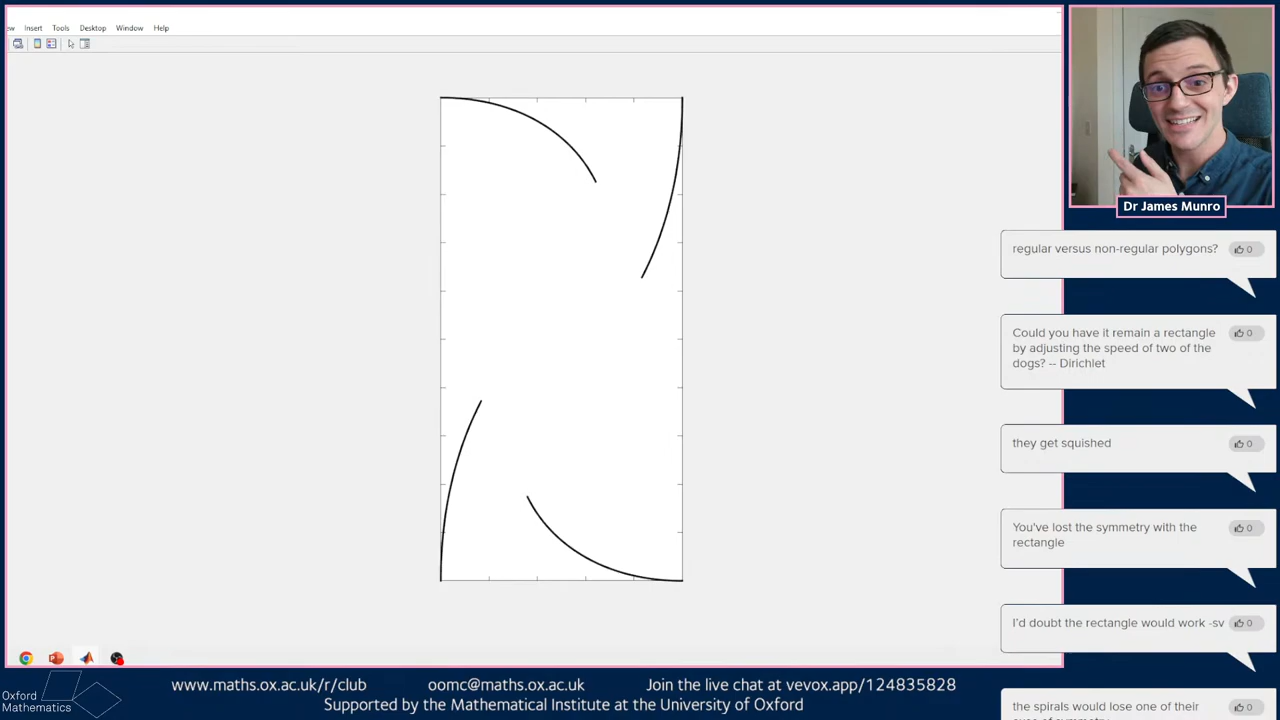 Insert Tools Desktop Window Help
Dr James Munro
regular versus non-regular polygons? 0
Could you have it remain a rectangle 0
by adjusting the speed of two of the
dogs? -- Dirichlet
they get squished 0
You've lost the symmetry with the 0
rectangle
I'd doubt the rectangle would work -sv 0
the spirals would lose one of their 0
Oxford
Mathematics
www.maths.ox.ac.uk/r/club oomc@maths.ox.ac.uk Join the live chat at vevox.app/124835828
Supported by the Mathematical Institute at the University of Oxford